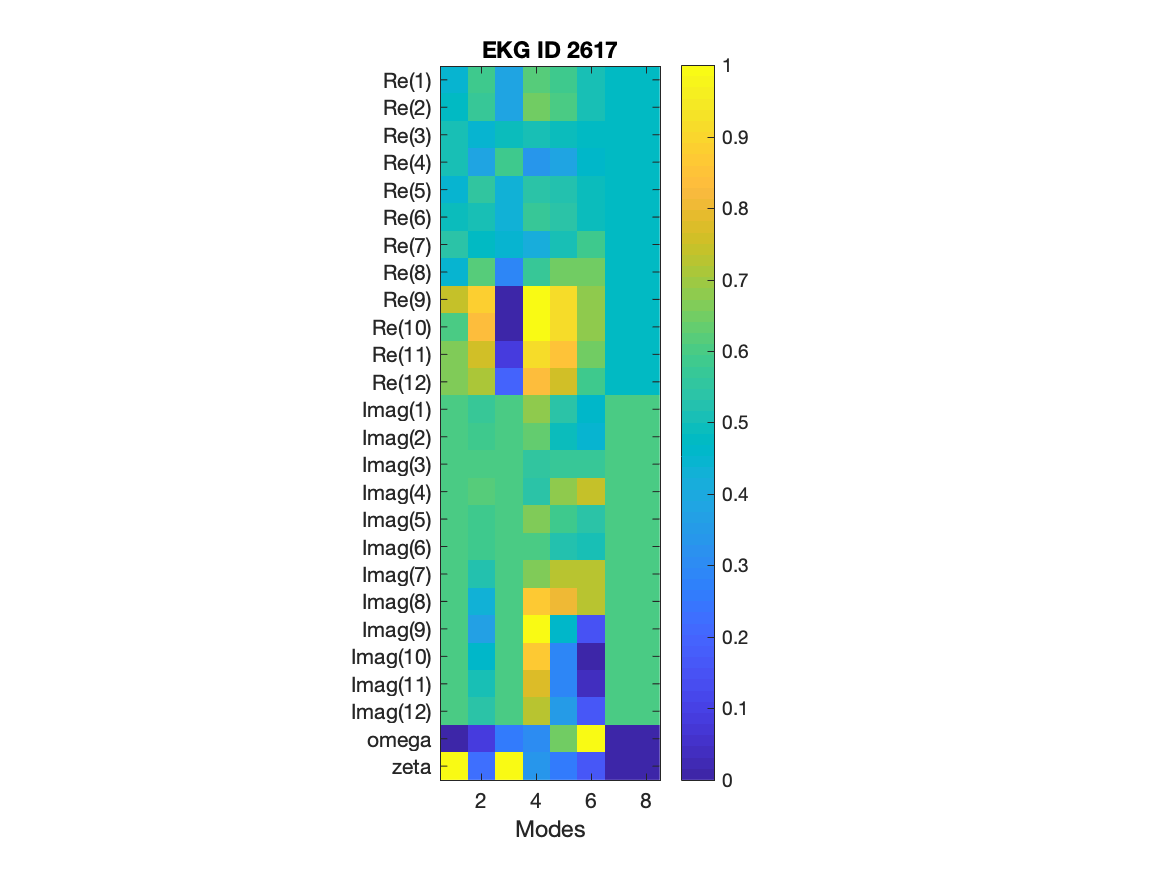 EKG ID 2617
Re(1)
Re(2)
Re(3)
Re(4)
Re(5)
Re(6)
Re(7)
Re(8)
Re(9)
Re(10)
Re(11)
Re(12)
Imag(1)
Imag(2)
Imag(3)
Imag(4)
Imag(5)
Imag(6)
Imag(7)
Imag(8)
Imag(9)
Imag(10)
Imag(11)
Imag(12)
omega
zeta
2 4 6 8
Modes
1
0.9
0.8
0.7
0.6
0.5
0.4
0.3
0.2
0.1
0